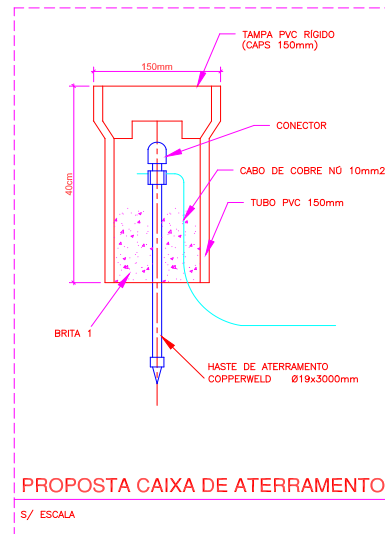 TAMPA PVC RÍGIDO
(CAPS 150mm)
150mm
CONECTOR
CABO DE COBRE NÚ 10mm2
40cm
TUBO PVC 150mm
BRITA 1
HASTE DE ATERRAMENTO
COPPERWELD Ø19x3000mm
PROPOSTA CAIXA DE ATERRAMENTO
S/ ESCALA